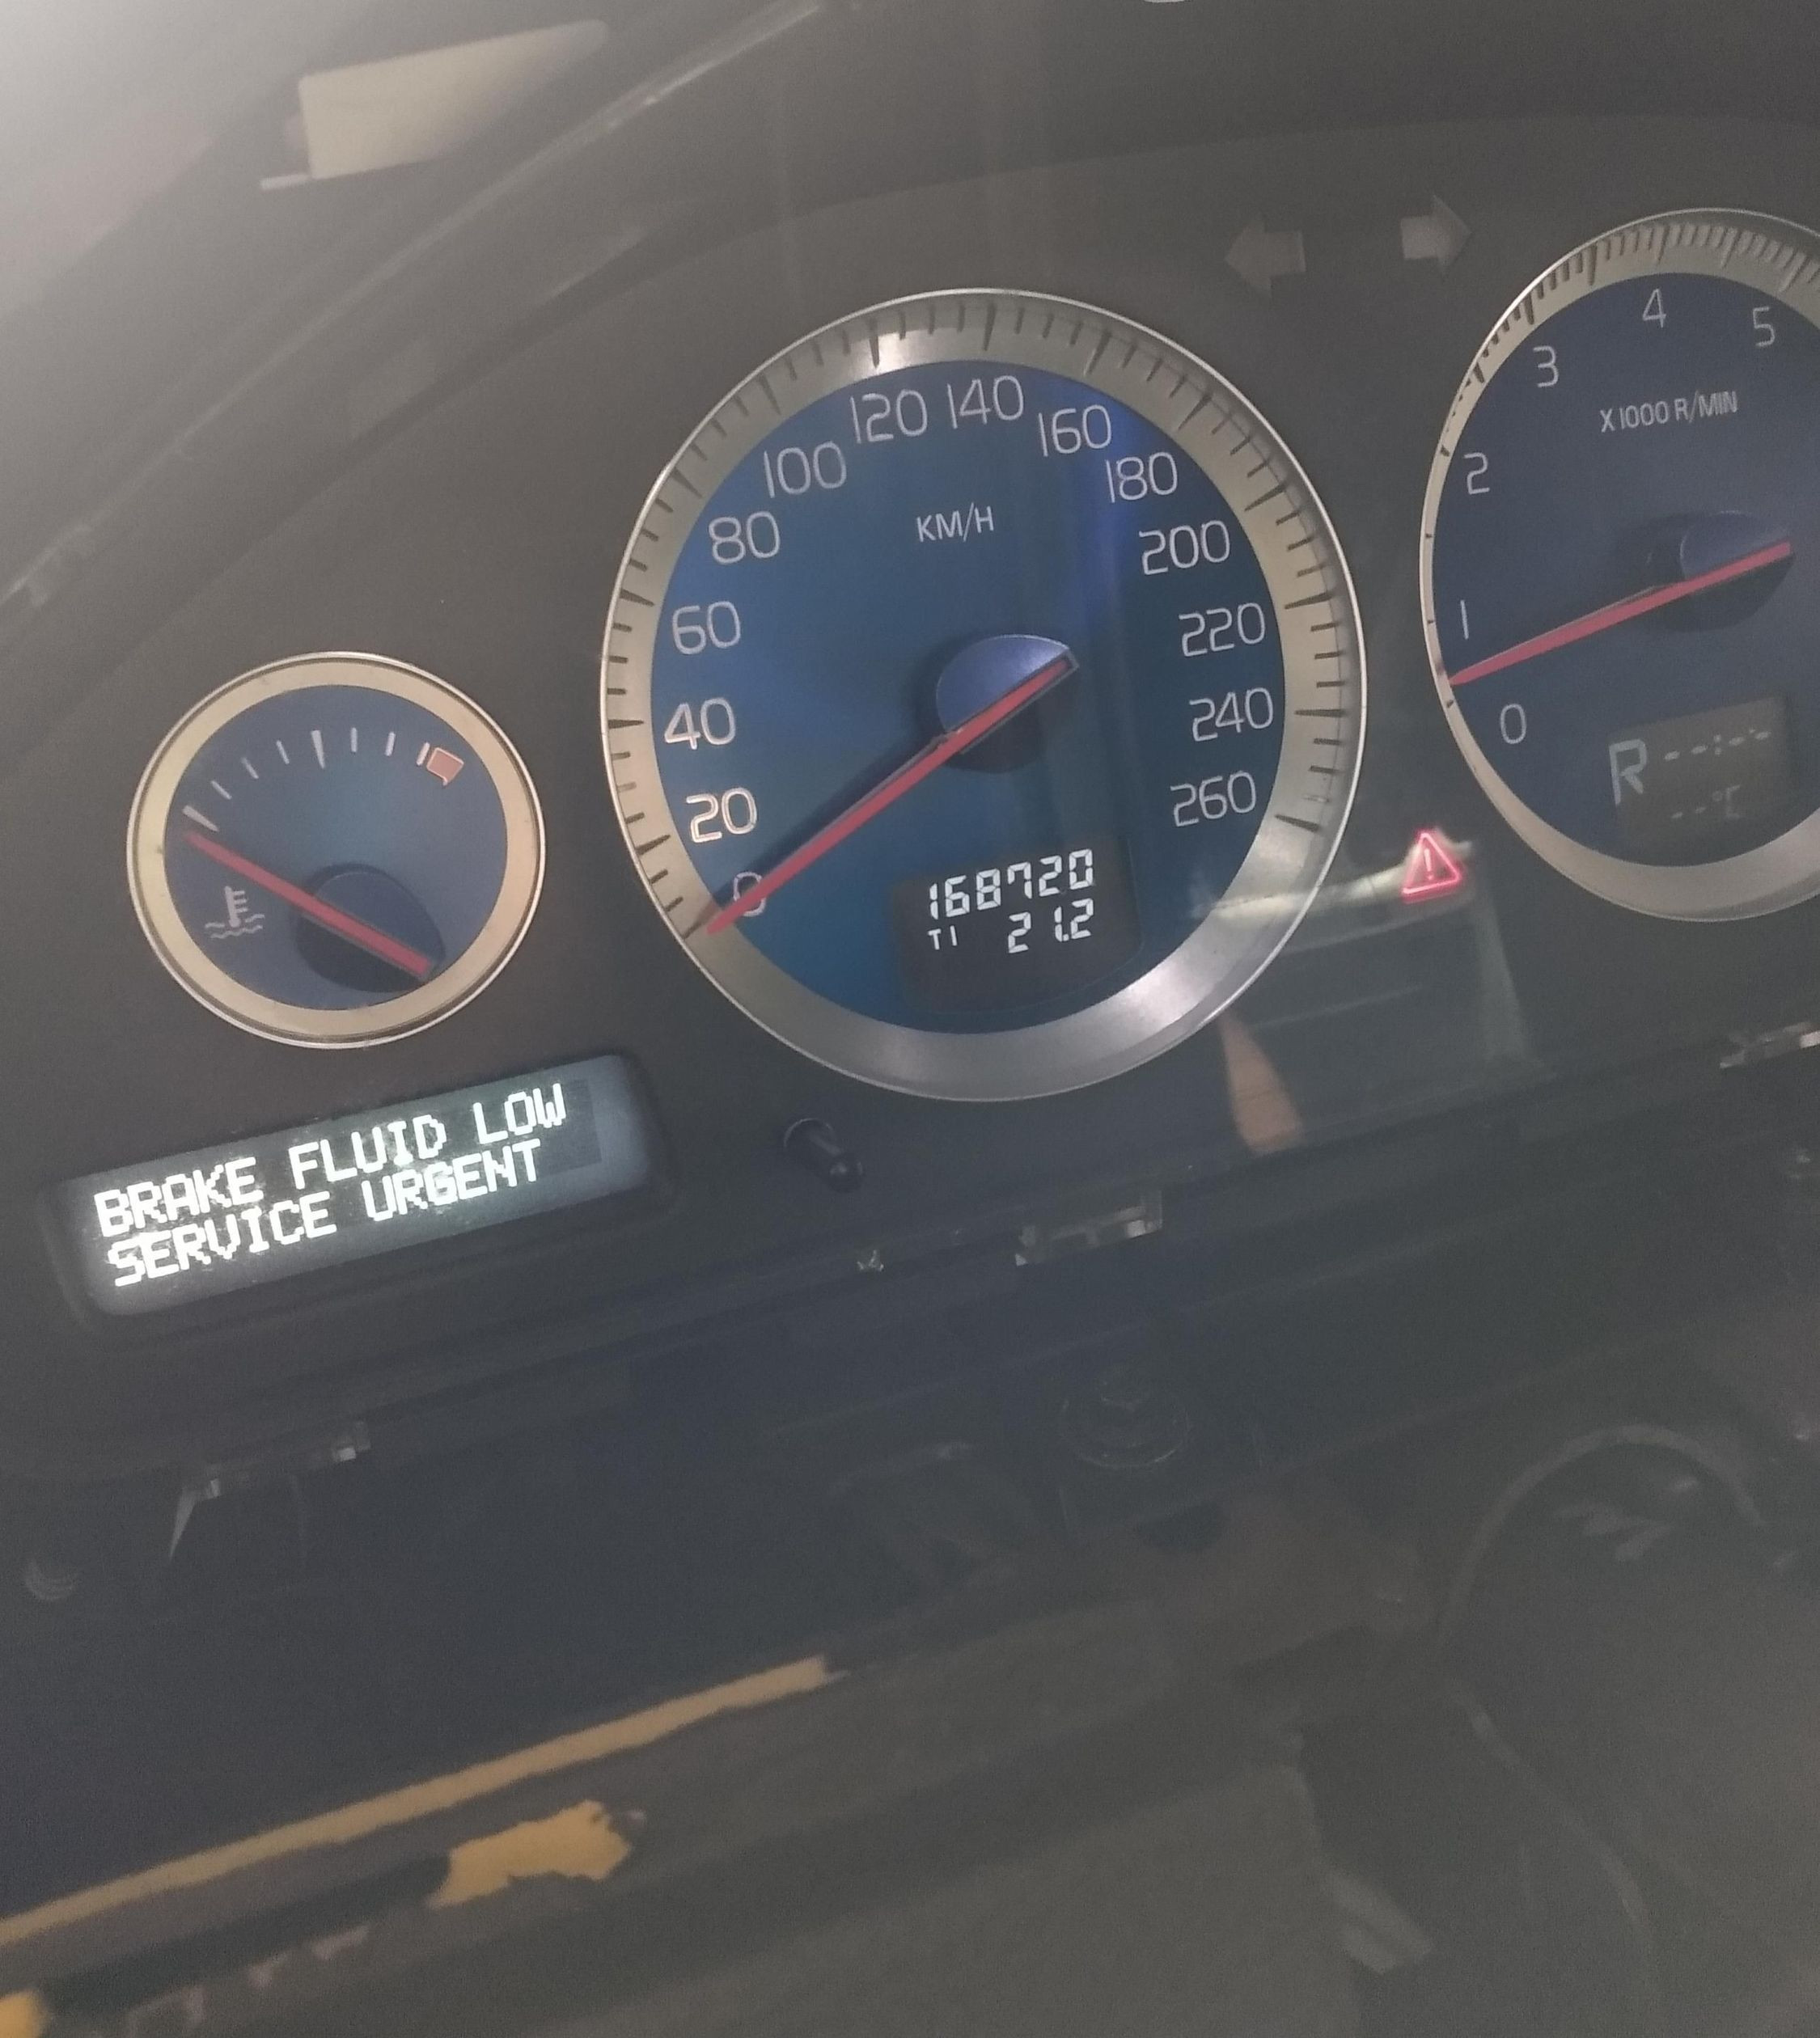 120 140
100 160
80 180
KM/H
60 200
40 220
20 240
0 260
168720
T1 21.2
4
3 5
X1000 R/MIN
2
1
0
R --:--
--°C
BRAKE FLUID LOW
SERVICE URGENT